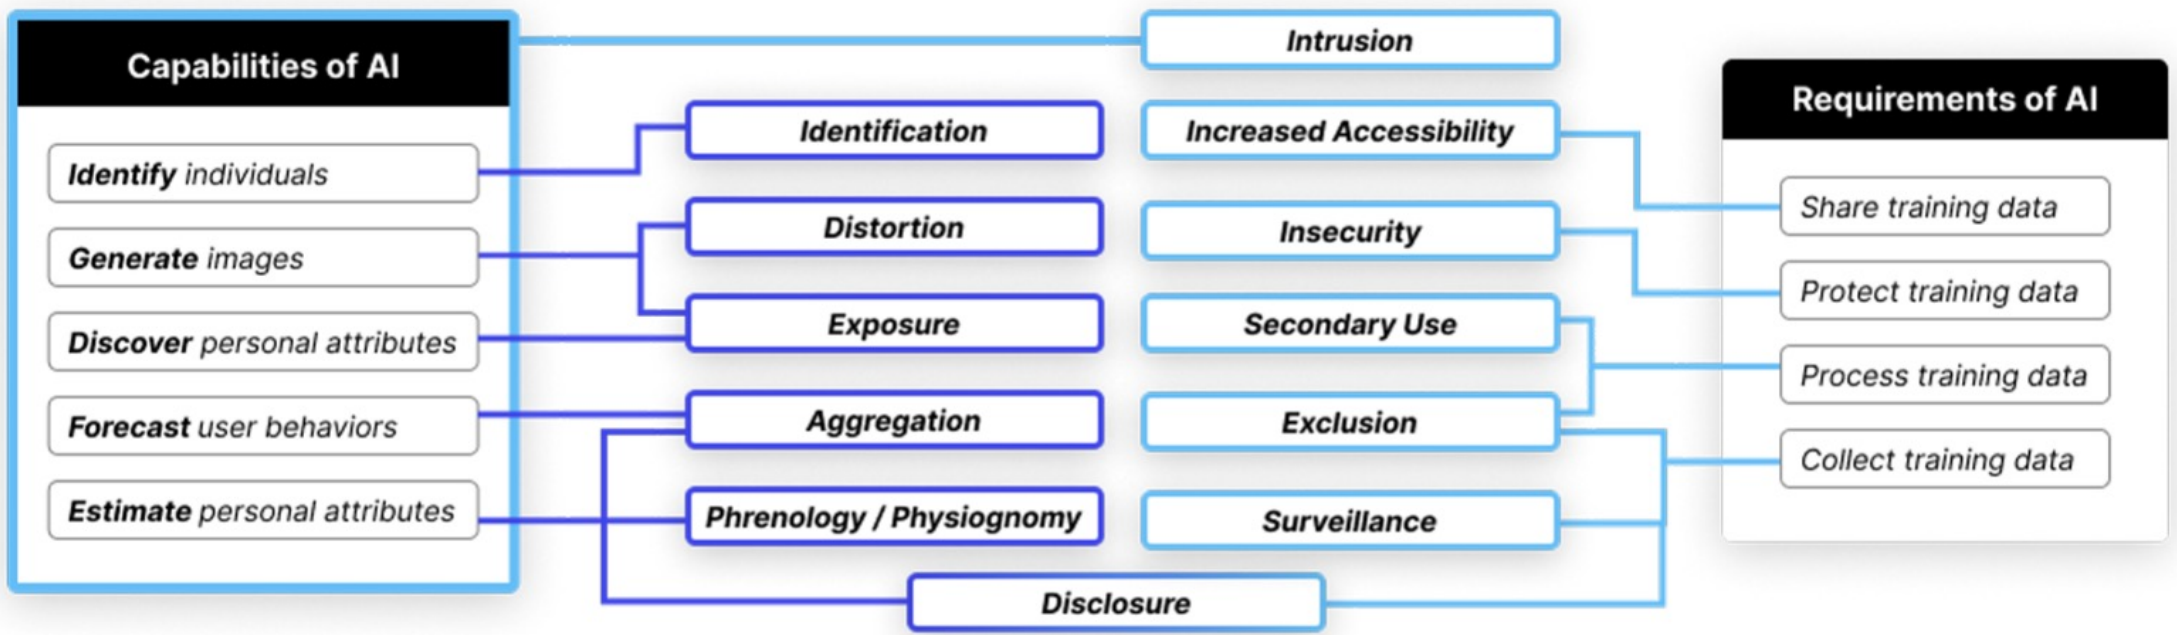 Capabilities of AI
Identify individuals
Generate images
Discover personal attributes
Forecast user behaviors
Estimate personal attributes
Identification
Distortion
Exposure
Aggregation
Phrenology / Physiognomy
Disclosure
Intrusion
Increased Accessibility
Insecurity
Secondary Use
Exclusion
Surveillance
Requirements of AI
Share training data
Protect training data
Process training data
Collect training data